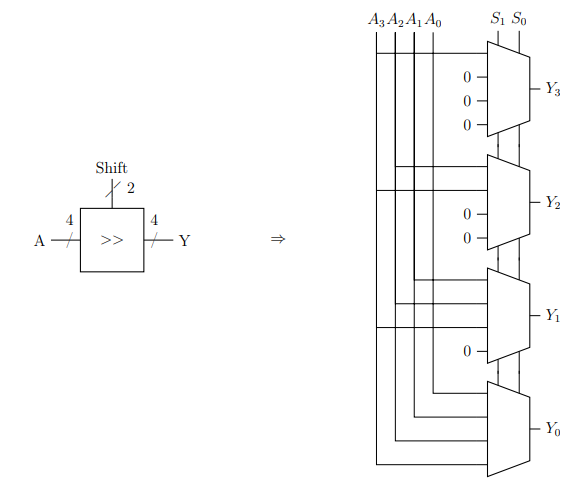 A₃ A₂ A₁ A₀ S₁ S₀
0
Y₃
0
0
Shift
2
4 4
A >> Y
⇒
Y₂
0
0
Y₁
0
Y₀